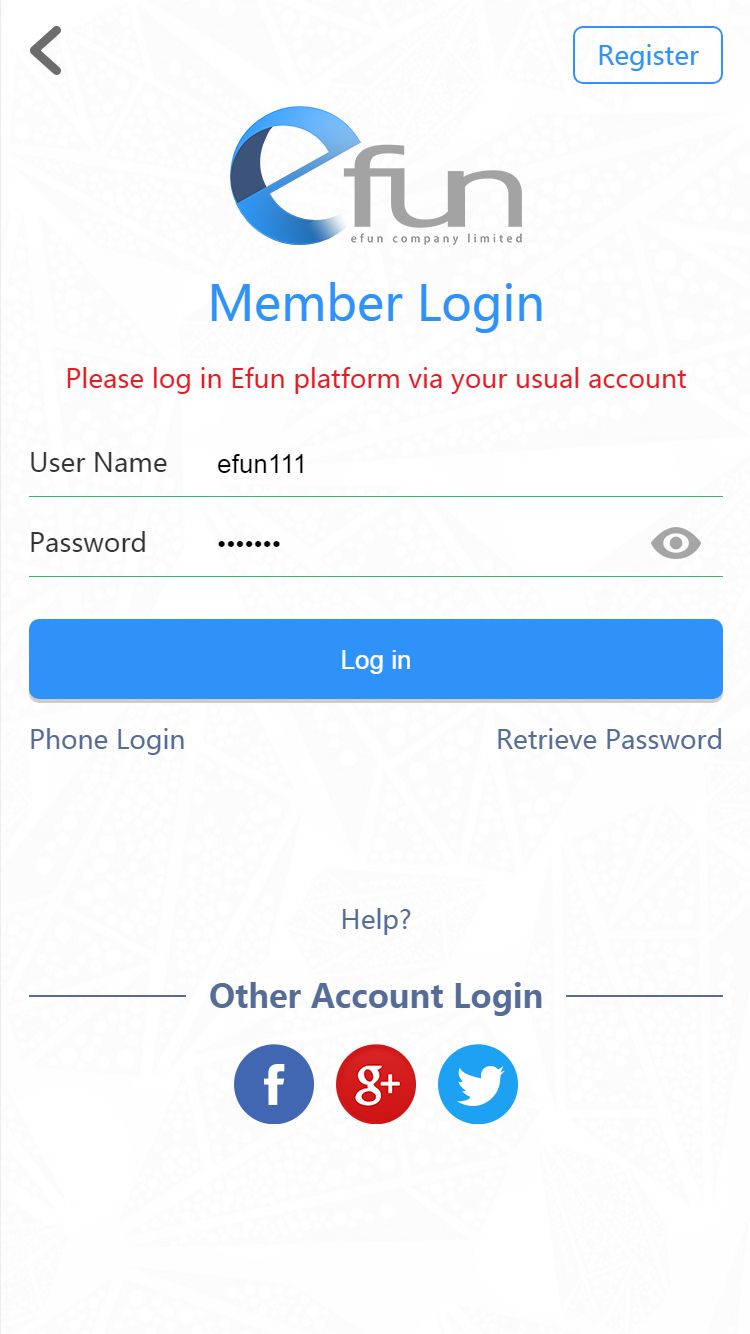 Register
efun
efun company limited
Member Login
Please log in Efun platform via your usual account
User Name efun111
Password •••••••
Log in
Phone Login Retrieve Password
Help?
Other Account Login
f g+